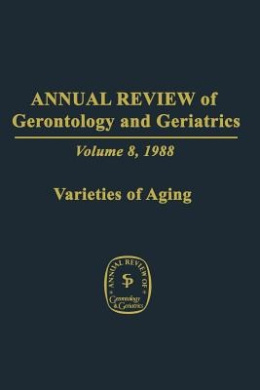 ANNUAL REVIEW of
Gerontology and Geriatrics
Volume 8, 1988
Varieties of Aging
ANNUAL REVIEW OF
SP
Gerontology
& Geriatrics